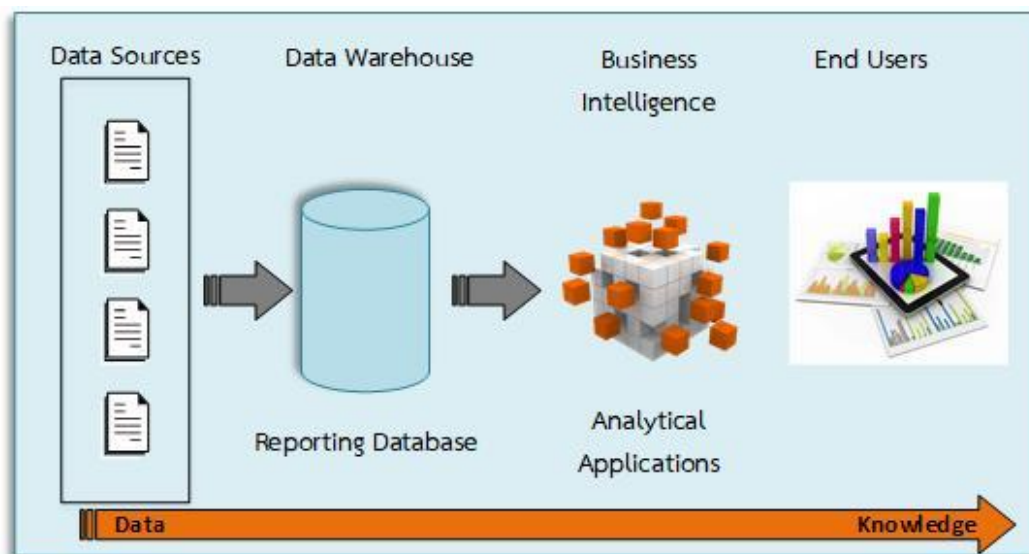 Data Sources
Data Warehouse
Business
Intelligence
End Users
Reporting Database
Analytical
Applications
Data
Knowledge